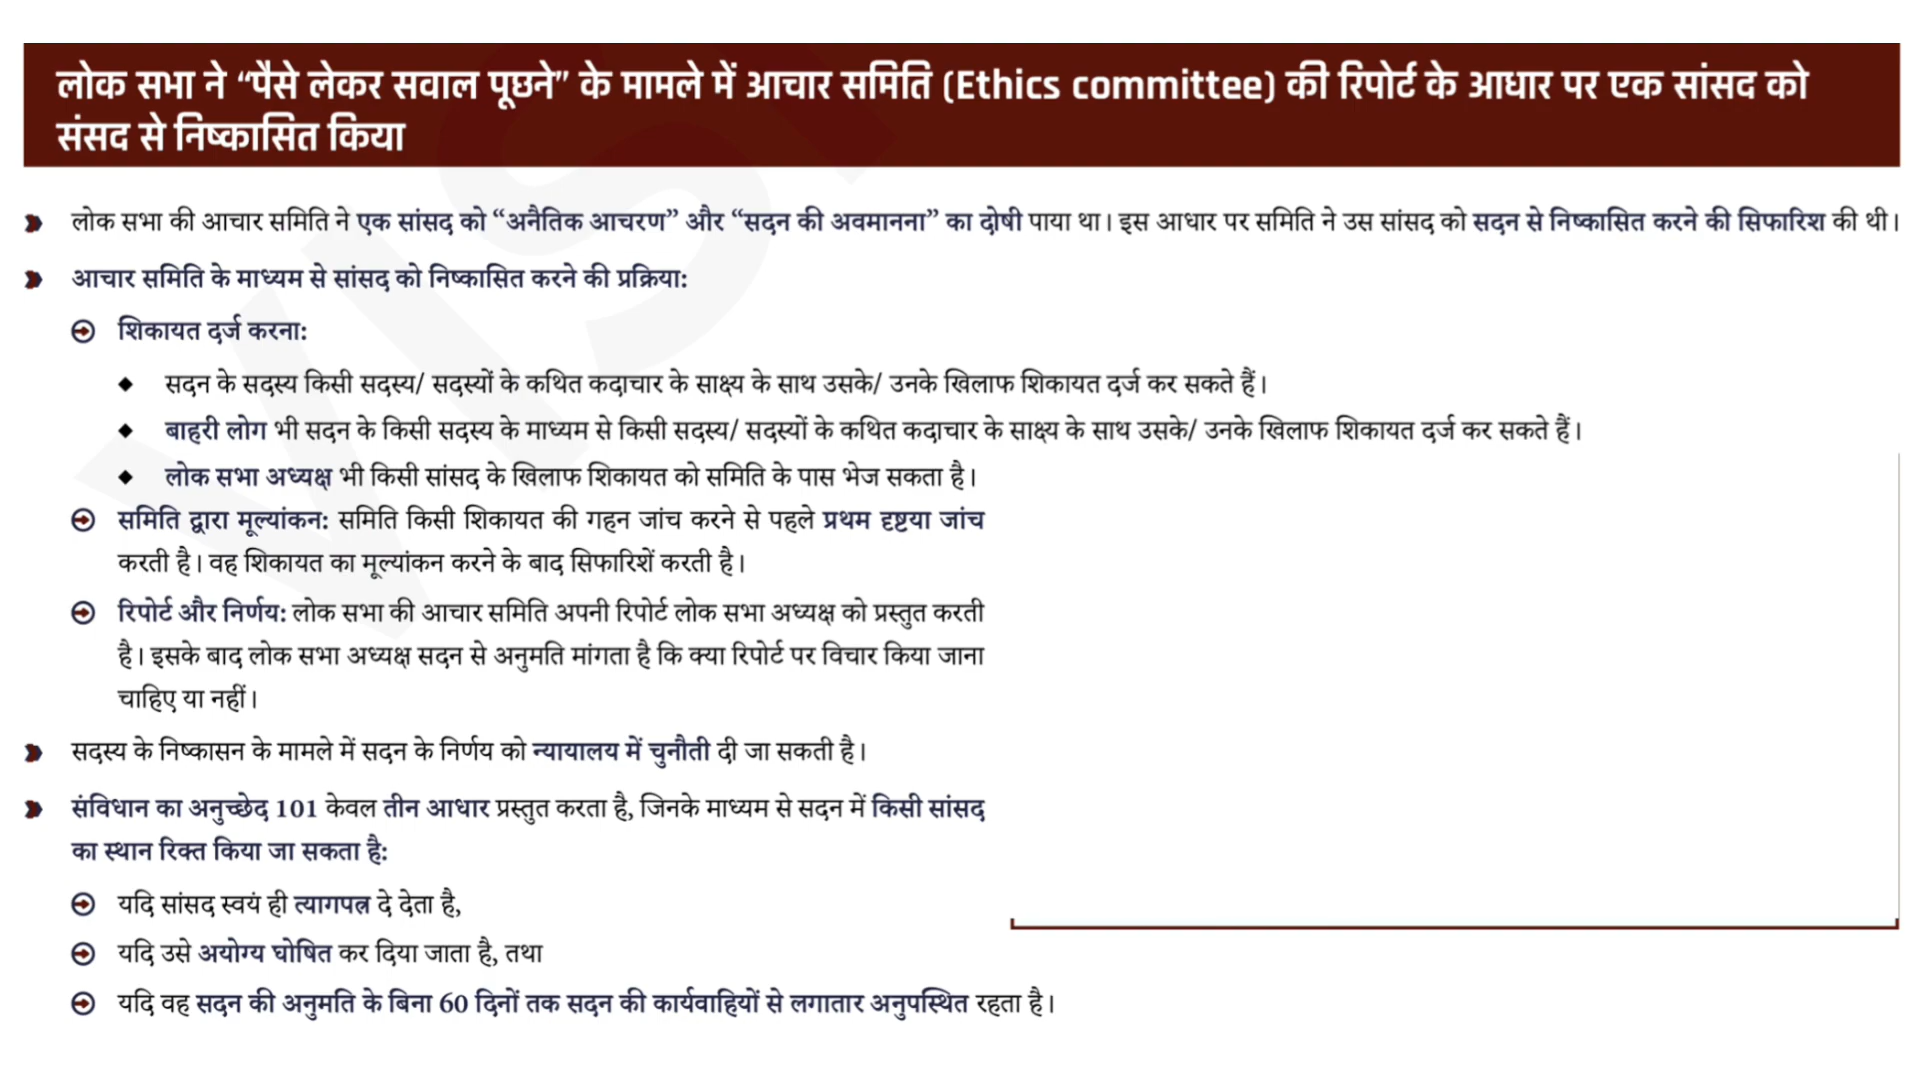 लोक सभा ने “पैसे लेकर सवाल पूछने” के मामले में आचार समिति (Ethics committee) की रिपोर्ट के आधार पर एक सांसद को
संसद से निष्कासित किया
लोक सभा की आचार समिति ने एक सांसद को “अनैतिक आचरण” और “सदन की अवमानना” का दोषी पाया था। इस आधार पर समिति ने उस सांसद को सदन से निष्कासित करने की सिफारिश की थी।
आचार समिति के माध्यम से सांसद को निष्कासित करने की प्रक्रिया:
शिकायत दर्ज करना:
सदन के सदस्य किसी सदस्य/ सदस्यों के कथित कदाचार के साक्ष्य के साथ उसके/ उनके खिलाफ शिकायत दर्ज कर सकते हैं।
बाहरी लोग भी सदन के किसी सदस्य के माध्यम से किसी सदस्य/ सदस्यों के कथित कदाचार के साक्ष्य के साथ उसके/ उनके खिलाफ शिकायत दर्ज कर सकते हैं।
लोक सभा अध्यक्ष भी किसी सांसद के खिलाफ शिकायत को समिति के पास भेज सकता है।
समिति द्वारा मूल्यांकन: समिति किसी शिकायत की गहन जांच करने से पहले प्रथम दृष्टया जांच
करती है। वह शिकायत का मूल्यांकन करने के बाद सिफारिशें करती है।
रिपोर्ट और निर्णय: लोक सभा की आचार समिति अपनी रिपोर्ट लोक सभा अध्यक्ष को प्रस्तुत करती
है। इसके बाद लोक सभा अध्यक्ष सदन से अनुमति मांगता है कि क्या रिपोर्ट पर विचार किया जाना
चाहिए या नहीं।
सदस्य के निष्कासन के मामले में सदन के निर्णय को न्यायालय में चुनौती दी जा सकती है।
संविधान का अनुच्छेद 101 केवल तीन आधार प्रस्तुत करता है, जिनके माध्यम से सदन में किसी सांसद
का स्थान रिक्त किया जा सकता है:
यदि सांसद स्वयं ही त्यागपत्र दे देता है,
यदि उसे अयोग्य घोषित कर दिया जाता है, तथा
यदि वह सदन की अनुमति के बिना 60 दिनों तक सदन की कार्यवाहियों से लगातार अनुपस्थित रहता है।